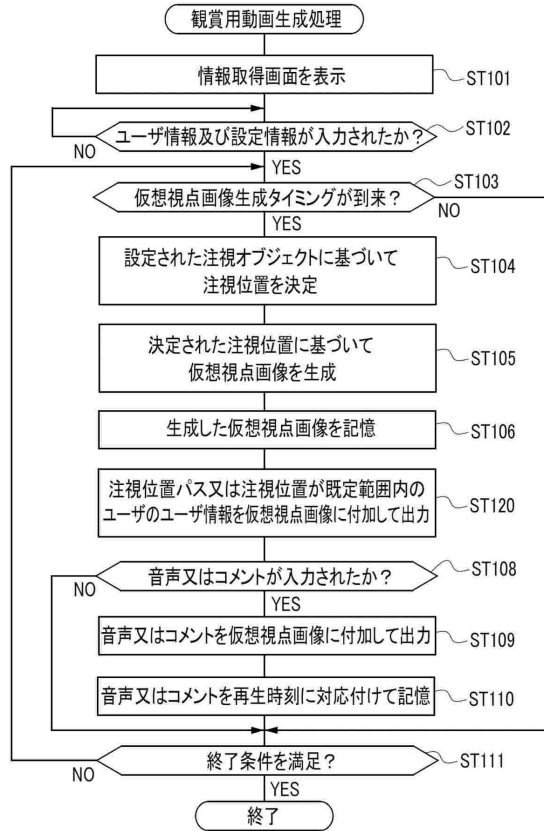 観賞用動画生成処理
情報取得画面を表示
ST101
ユーザ情報及び設定情報が入力されたか?
ST102
NO
YES
仮想視点画像生成タイミングが到来?
ST103
NO
YES
設定された注視オブジェクトに基づいて
注視位置を決定
ST104
決定された注視位置に基づいて
仮想視点画像を生成
ST105
生成した仮想視点画像を記憶
ST106
注視位置パス又は注視位置が既定範囲内の
ユーザのユーザ情報を仮想視点画像に付加して出力
ST120
音声又はコメントが入力されたか?
ST108
NO
YES
音声又はコメントを仮想視点画像に付加して出力
ST109
音声又はコメントを再生時刻に対応付けて記憶
ST110
終了条件を満足?
ST111
NO
YES
終了